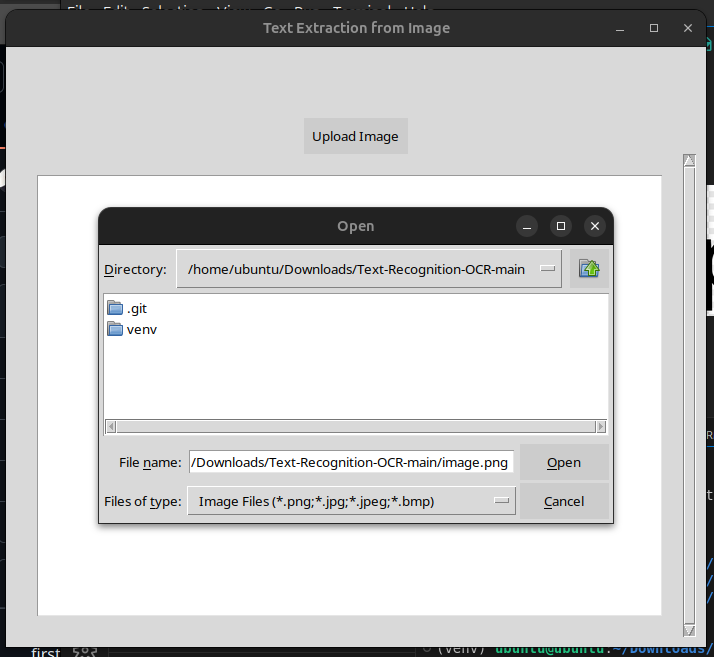 Text Extraction from Image
Upload Image
Open
Directory:
/home/ubuntu/Downloads/Text-Recognition-OCR-main
.git
venv
File name:
/Downloads/Text-Recognition-OCR-main/image.png
Open
Files of type:
Image Files (*.png;*.jpg;*.jpeg;*.bmp)
Cancel
first
(venv) ubuntu@ubuntu:~/Downloads/